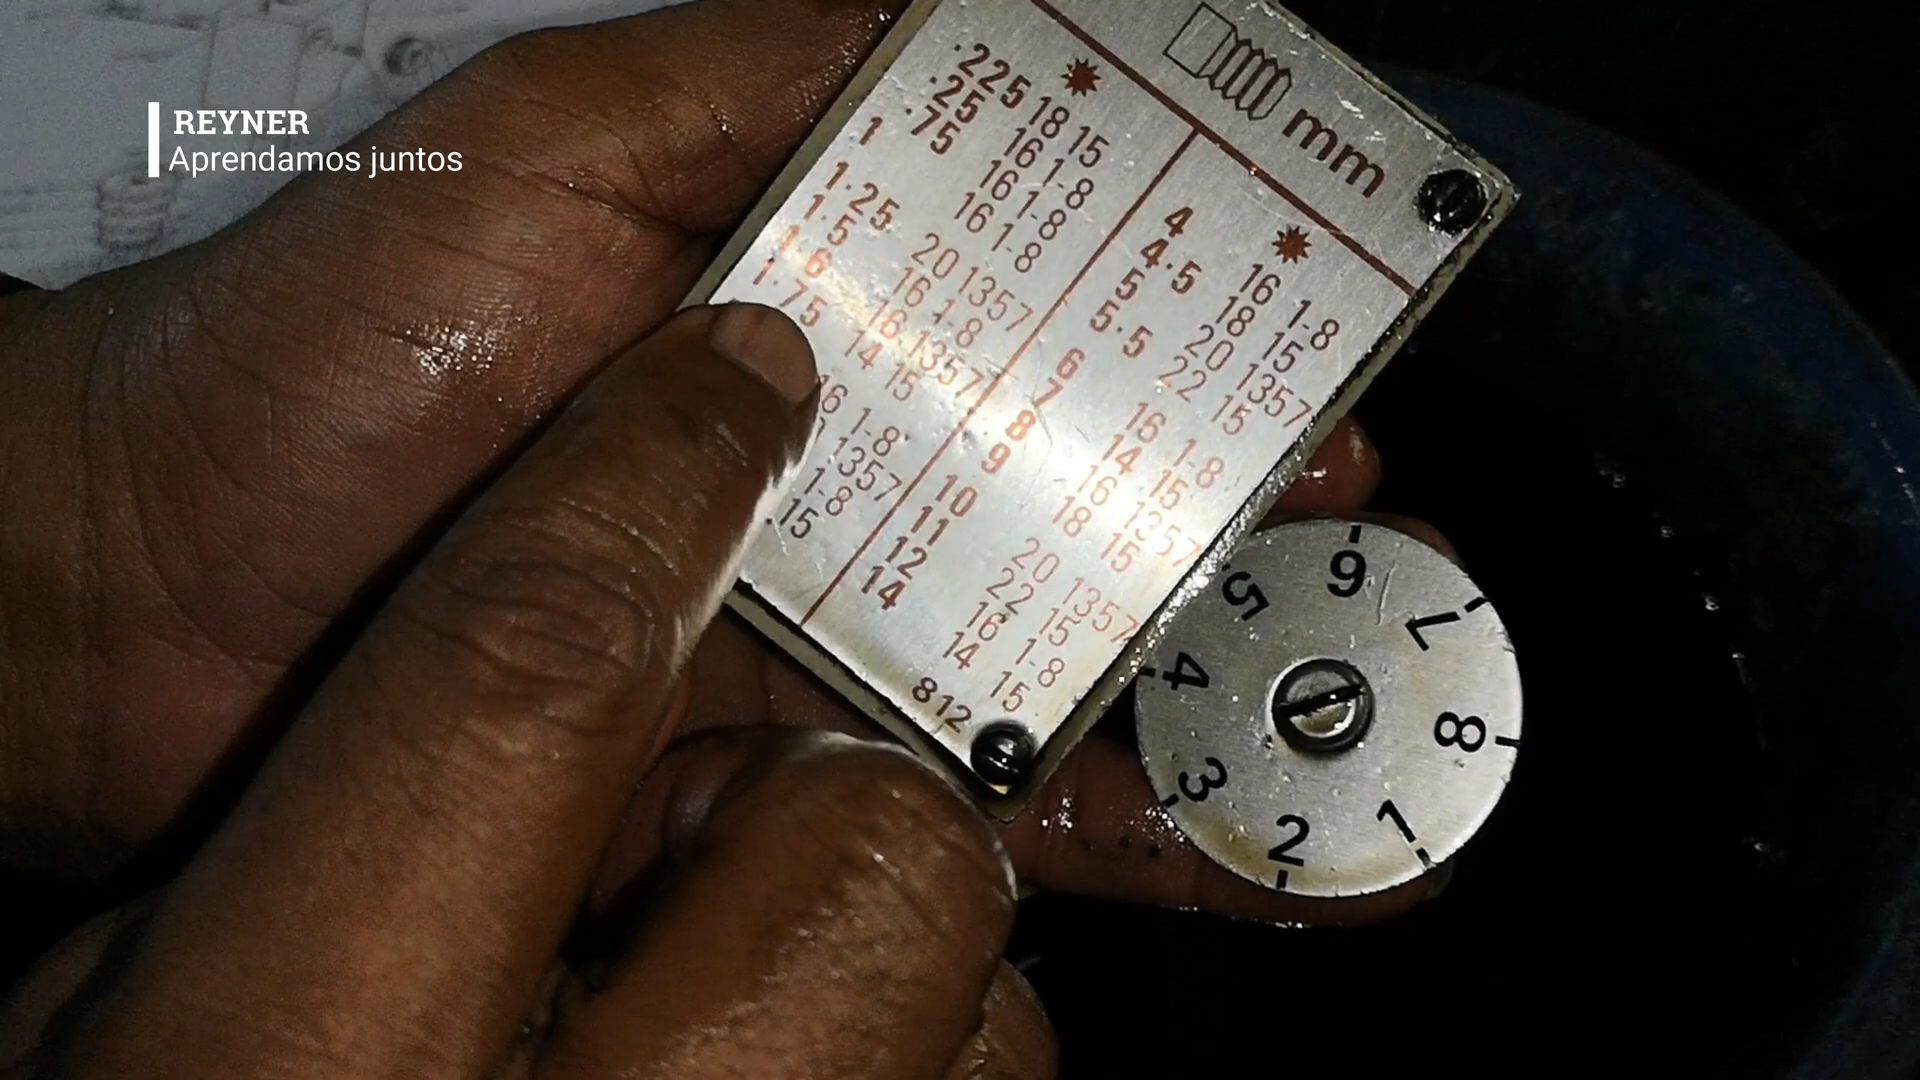 REYNER
Aprendamos juntos
mm
.225 18 15
.25 16 1-8
.75 16 1-8
1 16 1-8
1.25 20 1357
1.5 16 1-8
1.6 16 1357
1.75 14 15
16 1-8
1357
1-8
15
4 16 1-8
4.5 18 15
5 20 1357
5.5 22 15
6 16 1-8
7 14 15
8 16 1357
9 18 15
10 20 1357
11 22 15
12 16 1-8
14 14 15
812
1
2
3
4
5
6
7
8